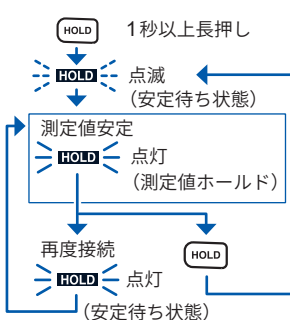 HOLD 1秒以上長押し
HOLD 点滅
(安定待ち状態)
測定値安定
HOLD 点灯
(測定値ホールド)
再度接続
HOLD
HOLD 点灯
(安定待ち状態)